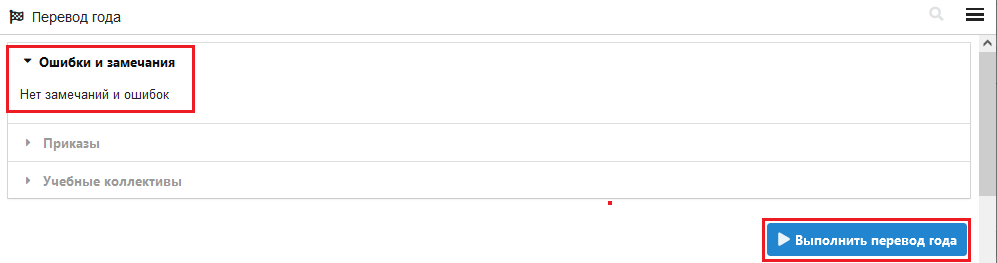 Перевод года
Ошибки и замечания
Нет замечаний и ошибок
Приказы
Учебные коллективы
Выполнить перевод года